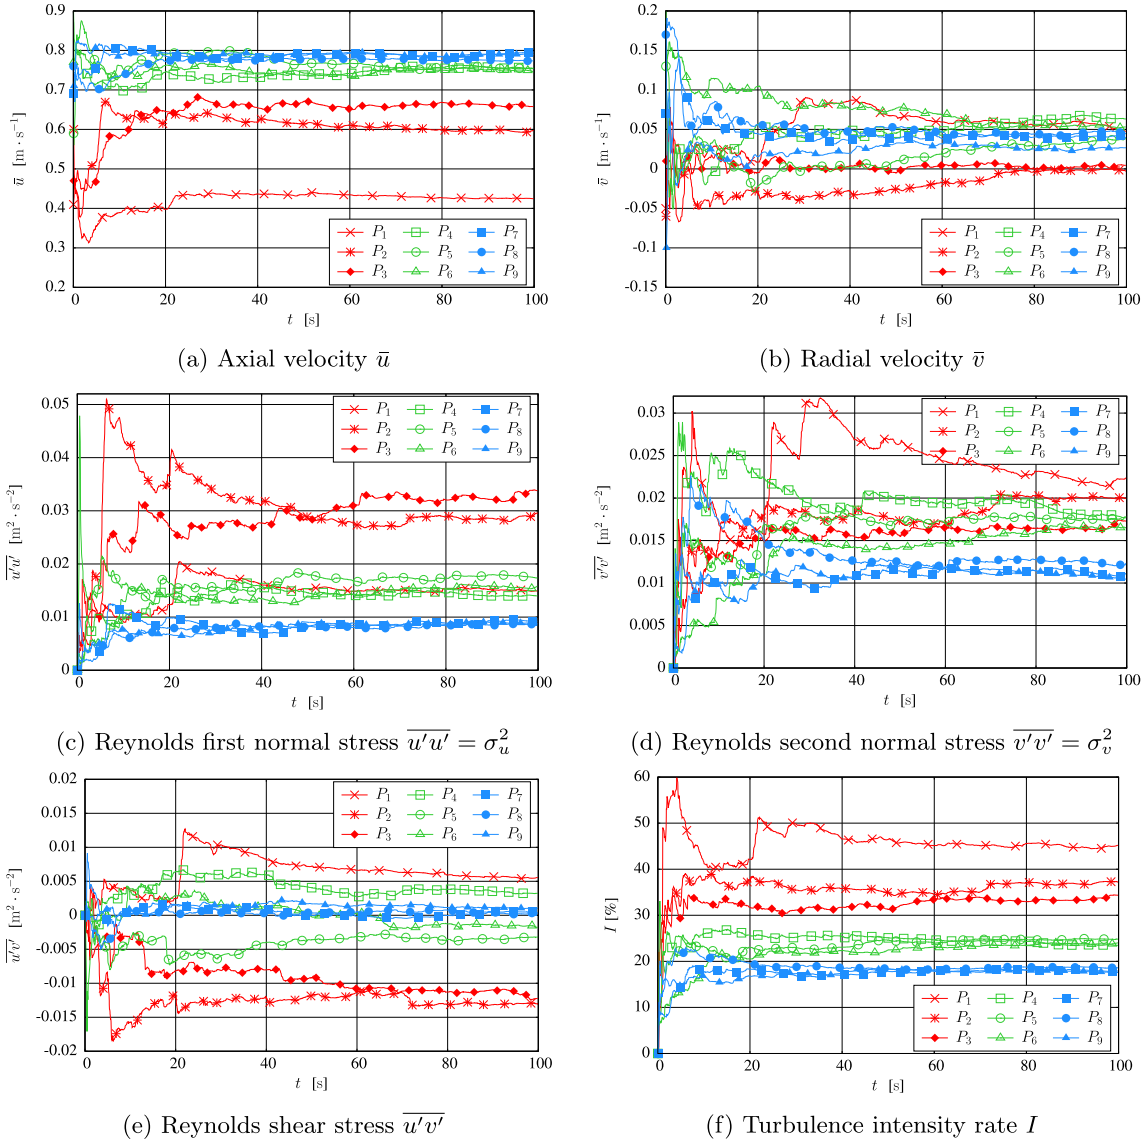 0.9
0.8
0.7
0.6
0.5
0.4
0.3
0.2
0 20 40 60 80 100
u̅ [m · s⁻¹]
t [s]
P₁ P₄ P₇
P₂ P₅ P₈
P₃ P₆ P₉
(a) Axial velocity u̅
0.2
0.15
0.1
0.05
0
-0.05
-0.1
-0.15
0 20 40 60 80 100
v̅ [m · s⁻¹]
t [s]
P₁ P₄ P₇
P₂ P₅ P₈
P₃ P₆ P₉
(b) Radial velocity v̅
0.05
0.04
0.03
0.02
0.01
0
0 20 40 60 80 100
u′u′ [m² · s⁻²]
t [s]
P₁ P₄ P₇
P₂ P₅ P₈
P₃ P₆ P₉
(c) Reynolds first normal stress u′u′ = σᵤ²
0.03
0.025
0.02
0.015
0.01
0.005
0
0 20 40 60 80 100
v′v′ [m² · s⁻²]
t [s]
P₁ P₄ P₇
P₂ P₅ P₈
P₃ P₆ P₉
(d) Reynolds second normal stress v′v′ = σᵥ²
0.02
0.015
0.01
0.005
0
-0.005
-0.01
-0.015
-0.02
0 20 40 60 80 100
u′v′ [m² · s⁻²]
t [s]
P₁ P₄ P₇
P₂ P₅ P₈
P₃ P₆ P₉
(e) Reynolds shear stress u′v′
60
50
40
30
20
10
0
0 20 40 60 80 100
I [%]
t [s]
P₁ P₄ P₇
P₂ P₅ P₈
P₃ P₆ P₉
(f) Turbulence intensity rate I